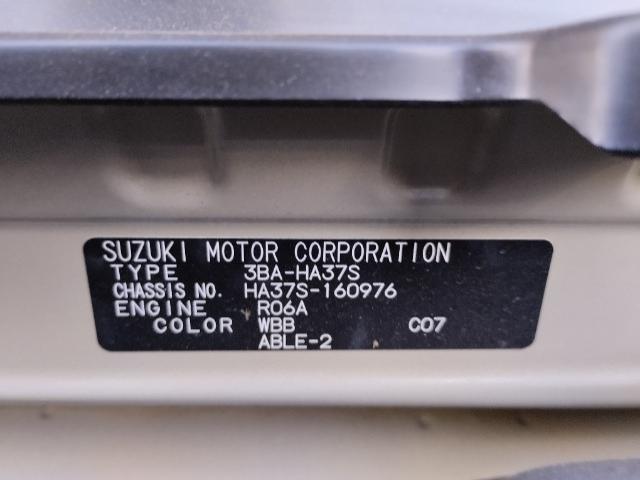 SUZUKI MOTOR CORPORATION
TYPE 3BA-HA37S
CHASSIS NO. HA37S-160976
ENGINE R06A
COLOR WBB C07
ABLE-2